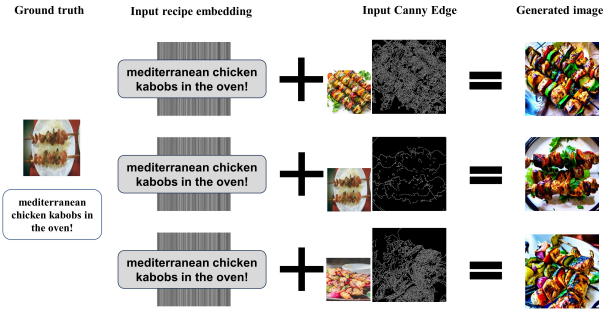 Ground truth
Input recipe embedding
Input Canny Edge
Generated image
mediterranean chicken
kabobs in the oven!
mediterranean chicken
kabobs in the oven!
mediterranean
chicken kabobs in
the oven!
mediterranean chicken
kabobs in the oven!